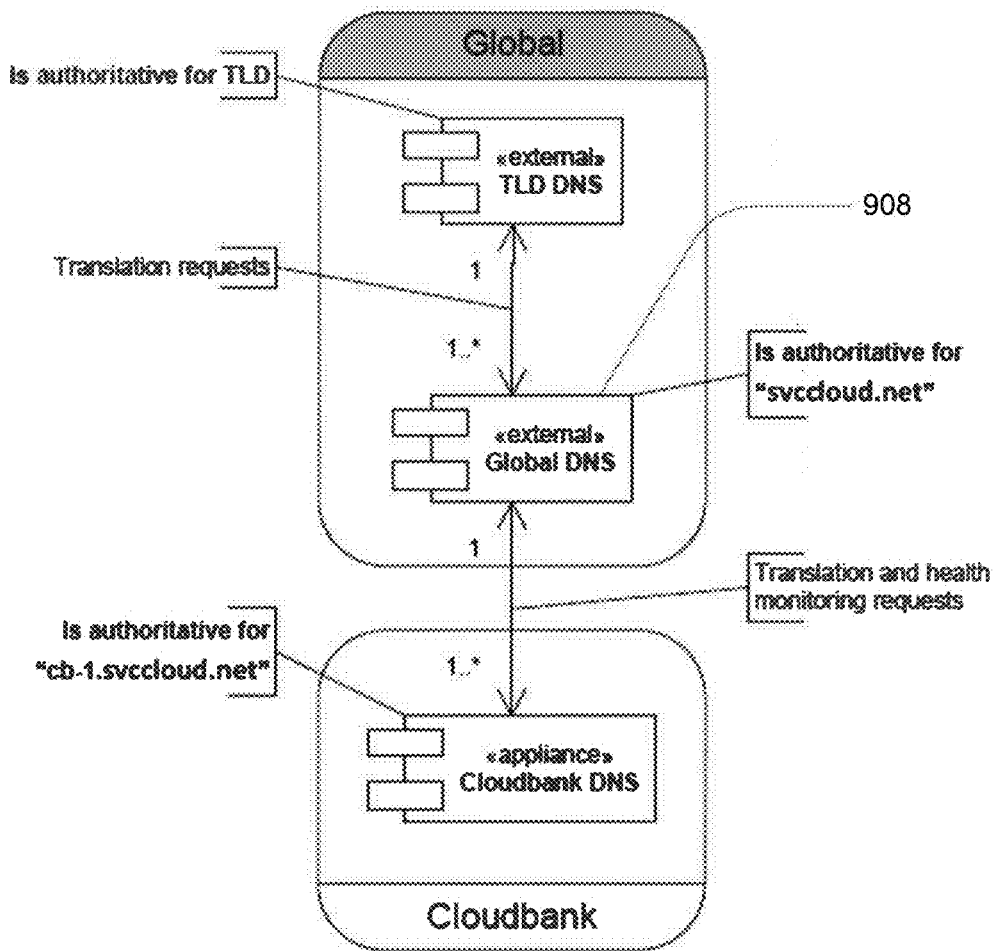 Global
Is authoritative for TLD
«external»
TLD DNS
908
Translation requests
1
1..*
Is authoritative for
"svccloud.net"
«external»
Global DNS
1
Translation and health
monitoring requests
Is authoritative for
"cb-1.svccloud.net"
1..*
«appliance»
Cloudbank DNS
Cloudbank